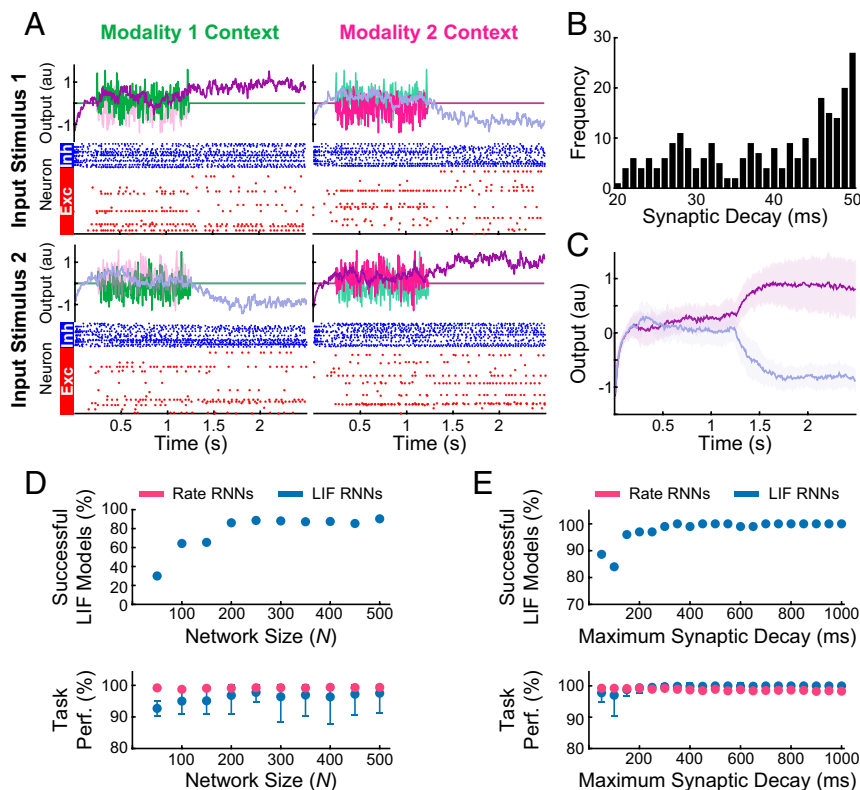 A
Modality 1 Context
Modality 2 Context
Input Stimulus 1
Output (au)
1
-1
Neuron
Inh
Exc
Input Stimulus 2
Output (au)
1
-1
Neuron
Inh
Exc
0.5 1 1.5 2
0.5 1 1.5 2
Time (s)
Time (s)
B
Frequency
30
20
10
0
20 30 40 50
Synaptic Decay (ms)
C
Output (au)
1
0
-1
0.5 1 1.5 2
Time (s)
D
Rate RNNs LIF RNNs
Successful
LIF Models (%)
100
80
60
40
20
0
100 200 300 400 500
Network Size (N)
Task
Perf. (%)
100
90
80
100 200 300 400 500
Network Size (N)
E
Rate RNNs LIF RNNs
Successful
LIF Models (%)
100
90
80
70
200 400 600 800 1000
Maximum Synaptic Decay (ms)
Task
Perf. (%)
100
90
80
200 400 600 800 1000
Maximum Synaptic Decay (ms)